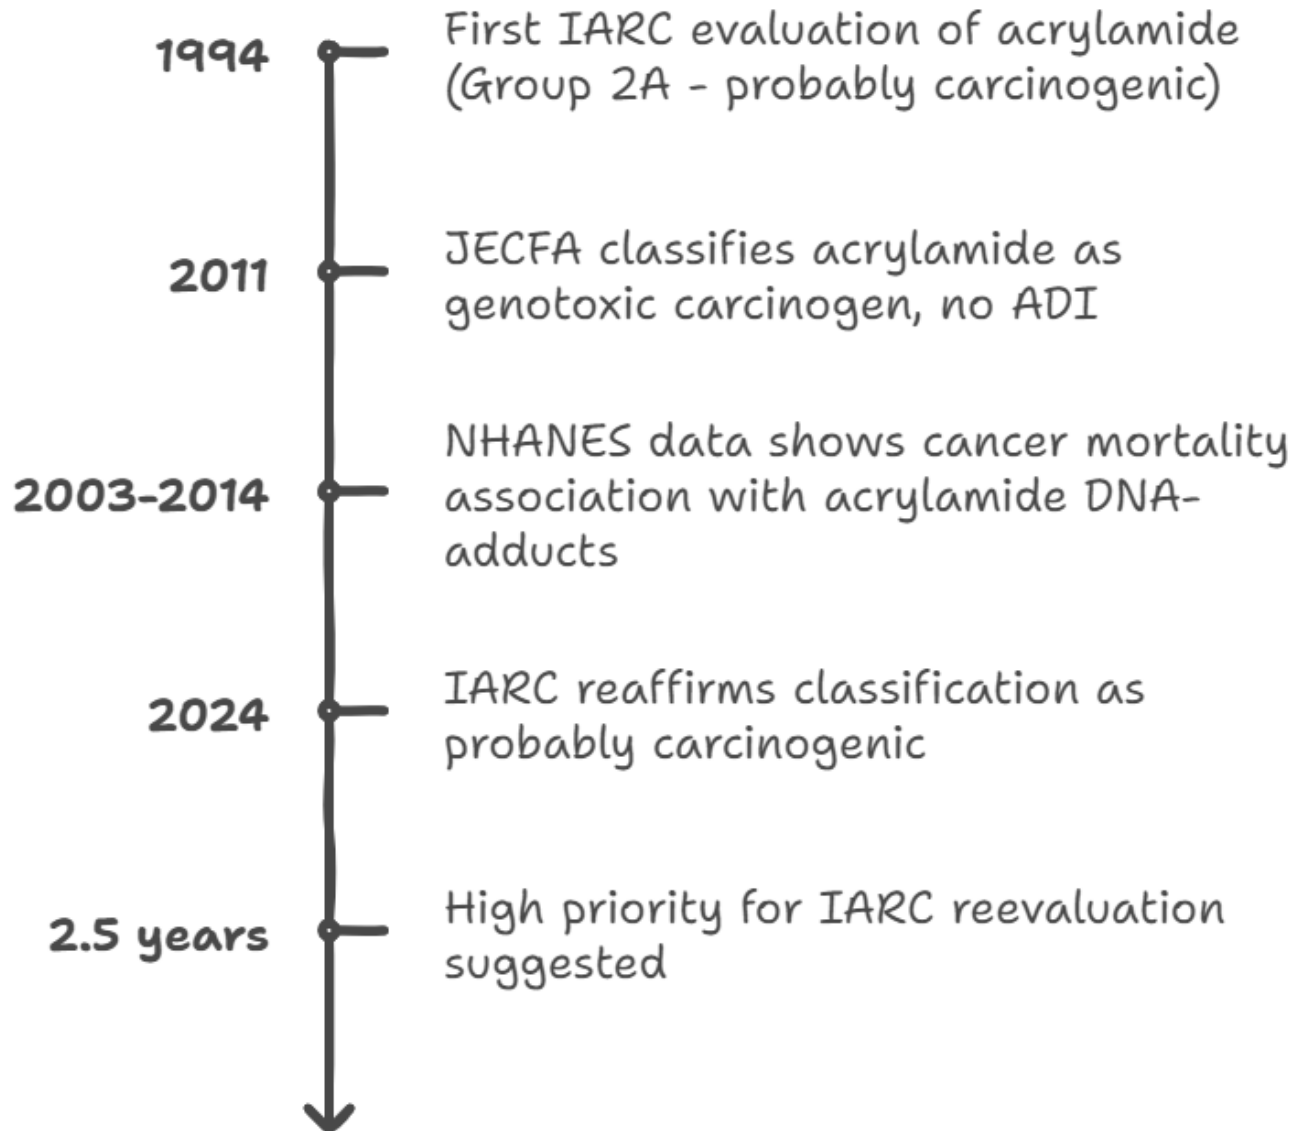 1994
First IARC evaluation of acrylamide
(Group 2A - probably carcinogenic)
2011
JECFA classifies acrylamide as
genotoxic carcinogen, no ADI
2003-2014
NHANES data shows cancer mortality
association with acrylamide DNA-
adducts
2024
IARC reaffirms classification as
probably carcinogenic
2.5 years
High priority for IARC reevaluation
suggested